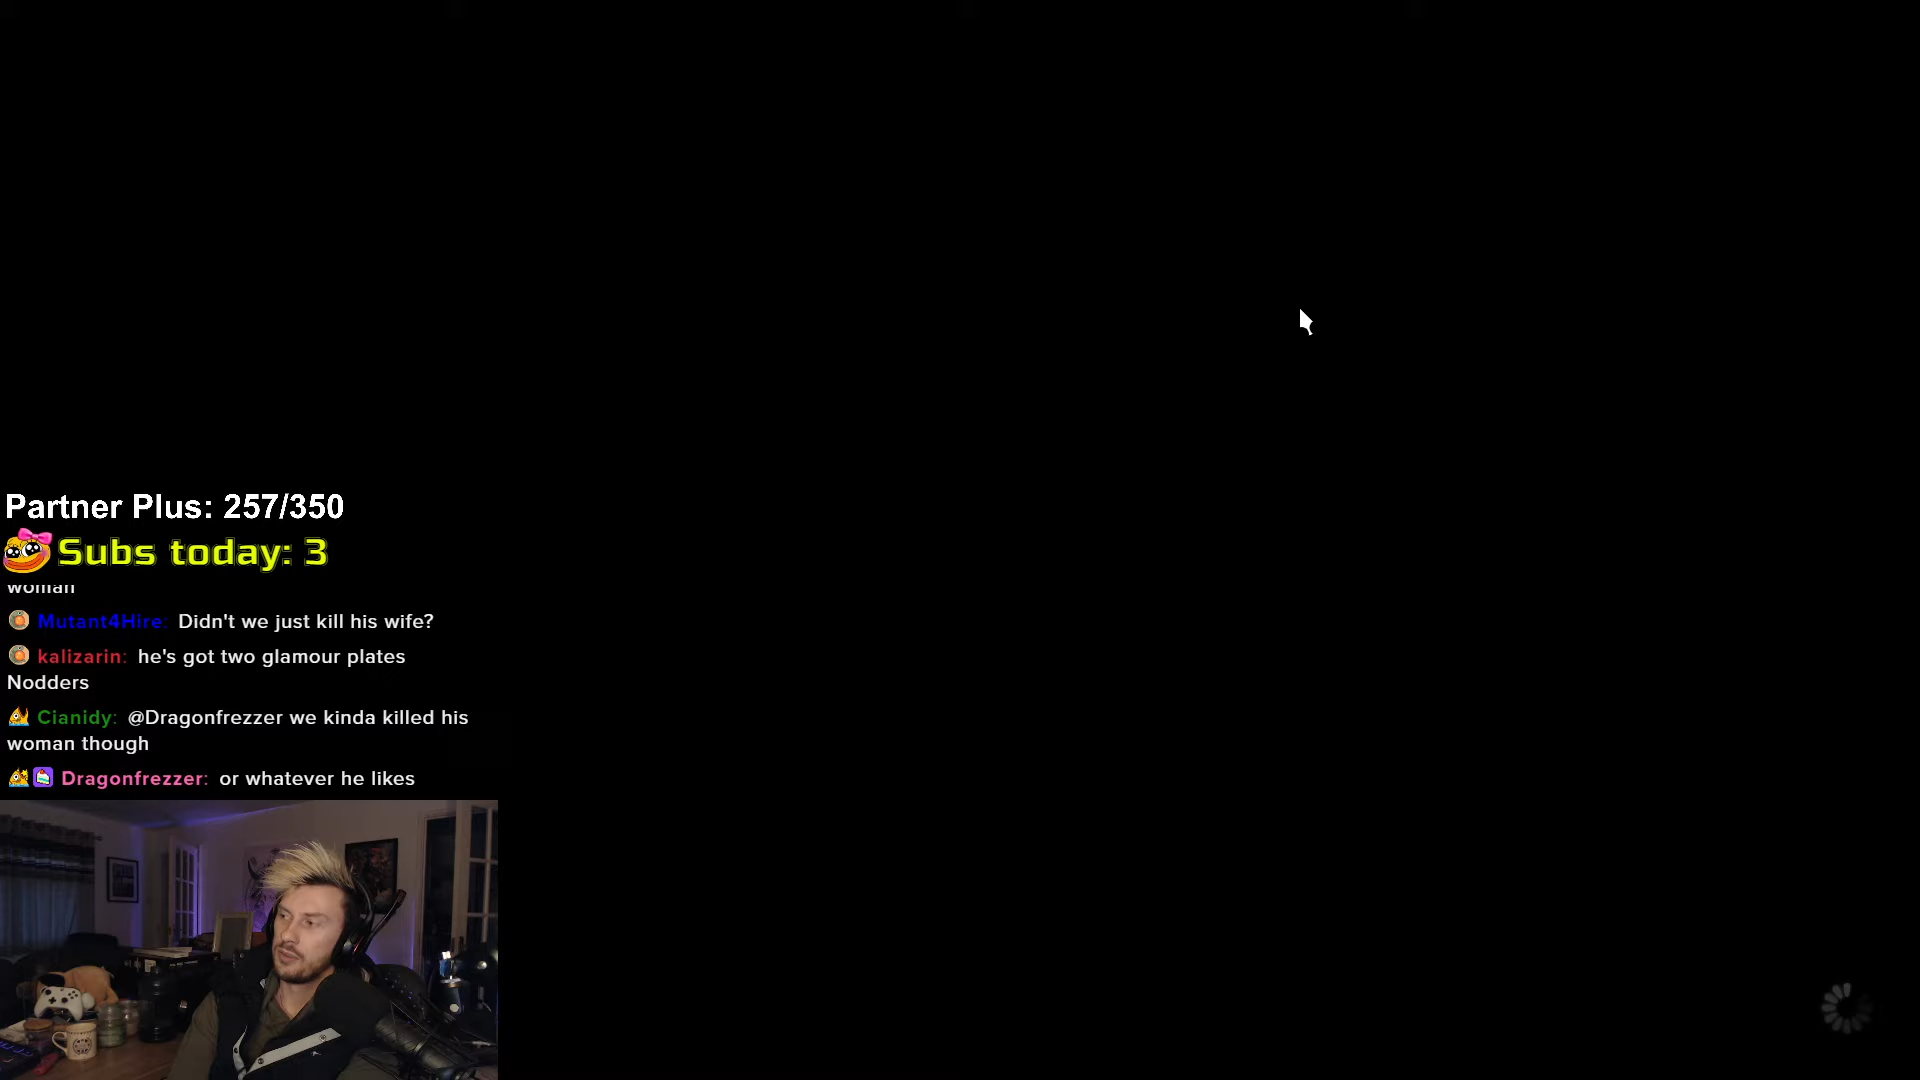 Partner Plus: 257/350
Subs today: 3
woman
Mutant4Hire: Didn't we just kill his wife?
kalizarin: he's got two glamour plates
Nodders
Cianidy: @Dragonfrezzer we kinda killed his
woman though
Dragonfrezzer: or whatever he likes